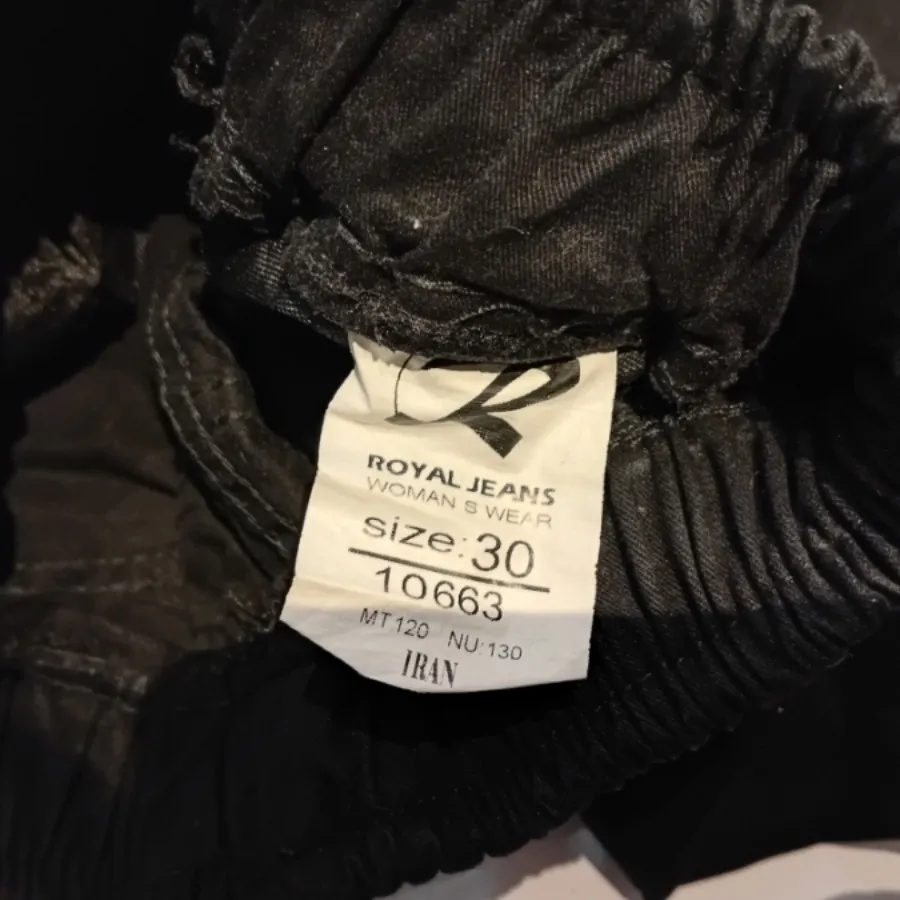 R
ROYAL JEANS
WOMAN S WEAR
size:30
10663
MT:120 NU:130
IRAN